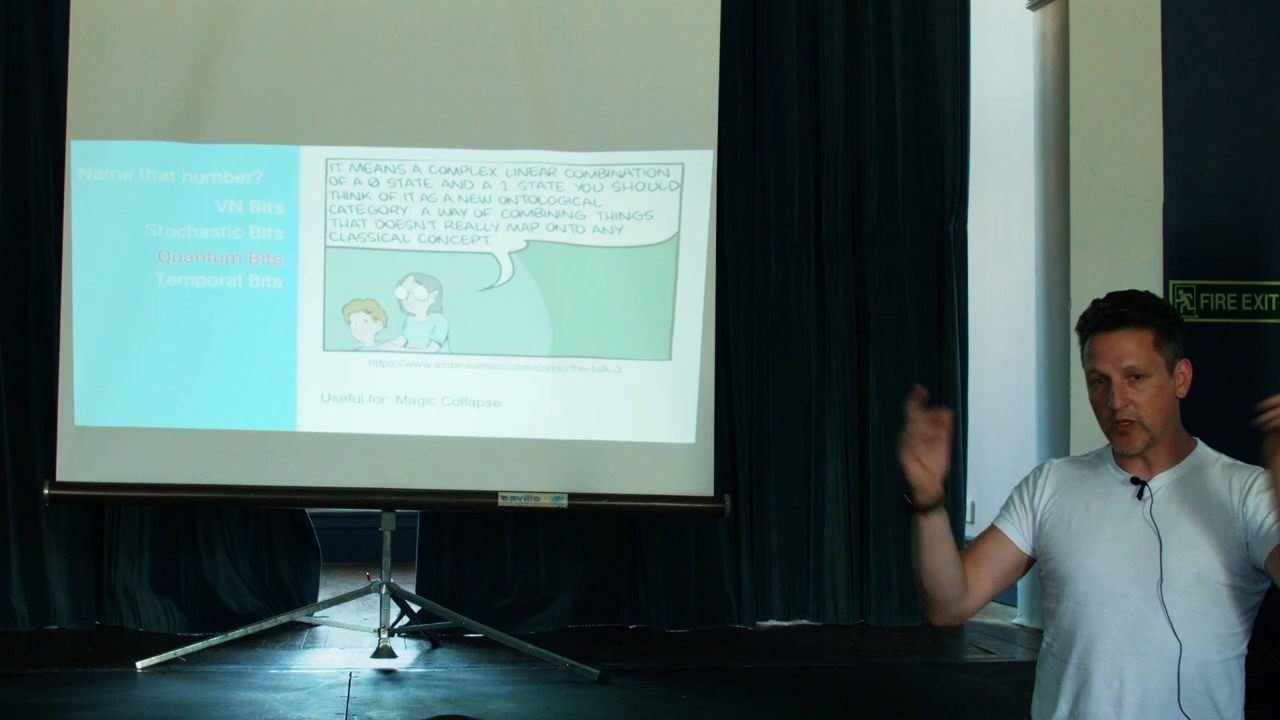 Name that number?
VN Bits
Stochastic Bits
Quantum Bits
Temporal Bits
IT MEANS A COMPLEX LINEAR COMBINATION
OF A 0 STATE AND A 1 STATE YOU SHOULD
THINK OF IT AS A NEW ONTOLOGICAL
CATEGORY: A WAY OF COMBINING THINGS
THAT DOESN'T REALLY MAP ONTO ANY
CLASSICAL CONCEPT
https://www.smbc-comics.com/comic/the-talk-3
Useful for: Magic Collapse
FIRE EXIT